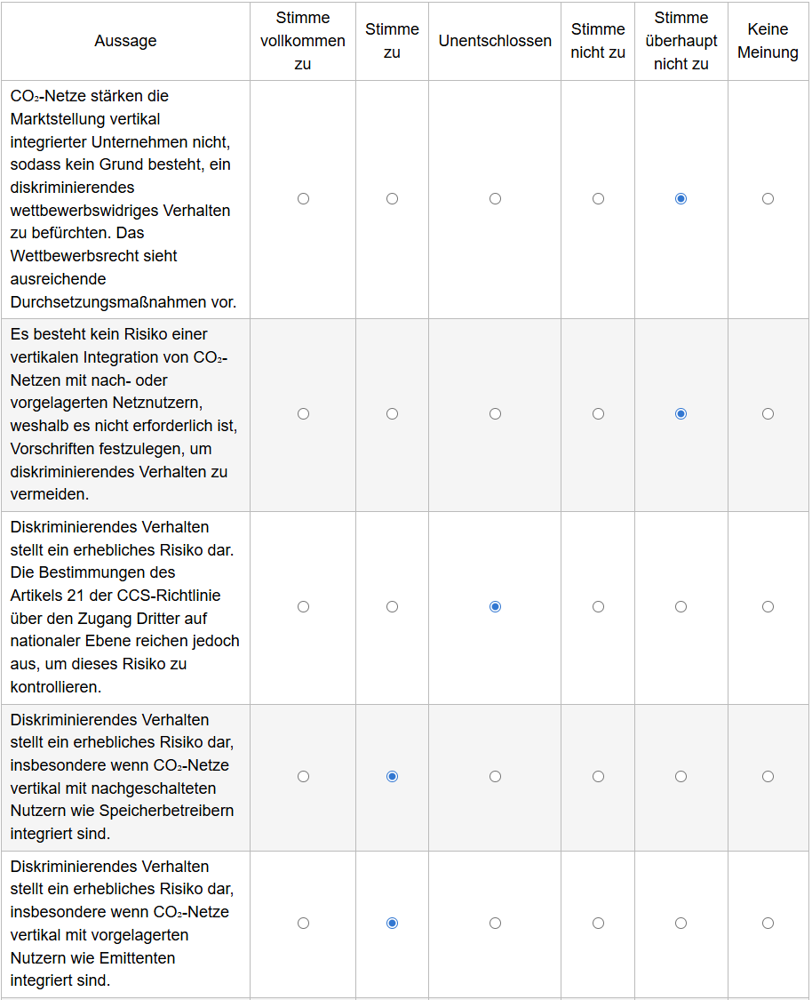 Aussage
Stimme
vollkommen
zu
Stimme
zu
Unentschlossen
Stimme
nicht zu
Stimme
überhaupt
nicht zu
Keine
Meinung
CO₂-Netze stärken die
Marktstellung vertikal
integrierter Unternehmen nicht,
sodass kein Grund besteht, ein
diskriminierendes
wettbewerbswidriges Verhalten
zu befürchten. Das
Wettbewerbsrecht sieht
ausreichende
Durchsetzungsmaßnahmen vor.
Es besteht kein Risiko einer
vertikalen Integration von CO₂-
Netzen mit nach- oder
vorgelagerten Netznutzern,
weshalb es nicht erforderlich ist,
Vorschriften festzulegen, um
diskriminierendes Verhalten zu
vermeiden.
Diskriminierendes Verhalten
stellt ein erhebliches Risiko dar.
Die Bestimmungen des
Artikels 21 der CCS-Richtlinie
über den Zugang Dritter auf
nationaler Ebene reichen jedoch
aus, um dieses Risiko zu
kontrollieren.
Diskriminierendes Verhalten
stellt ein erhebliches Risiko dar,
insbesondere wenn CO₂-Netze
vertikal mit nachgeschalteten
Nutzern wie Speicherbetreibern
integriert sind.
Diskriminierendes Verhalten
stellt ein erhebliches Risiko dar,
insbesondere wenn CO₂-Netze
vertikal mit vorgelagerten
Nutzern wie Emittenten
integriert sind.